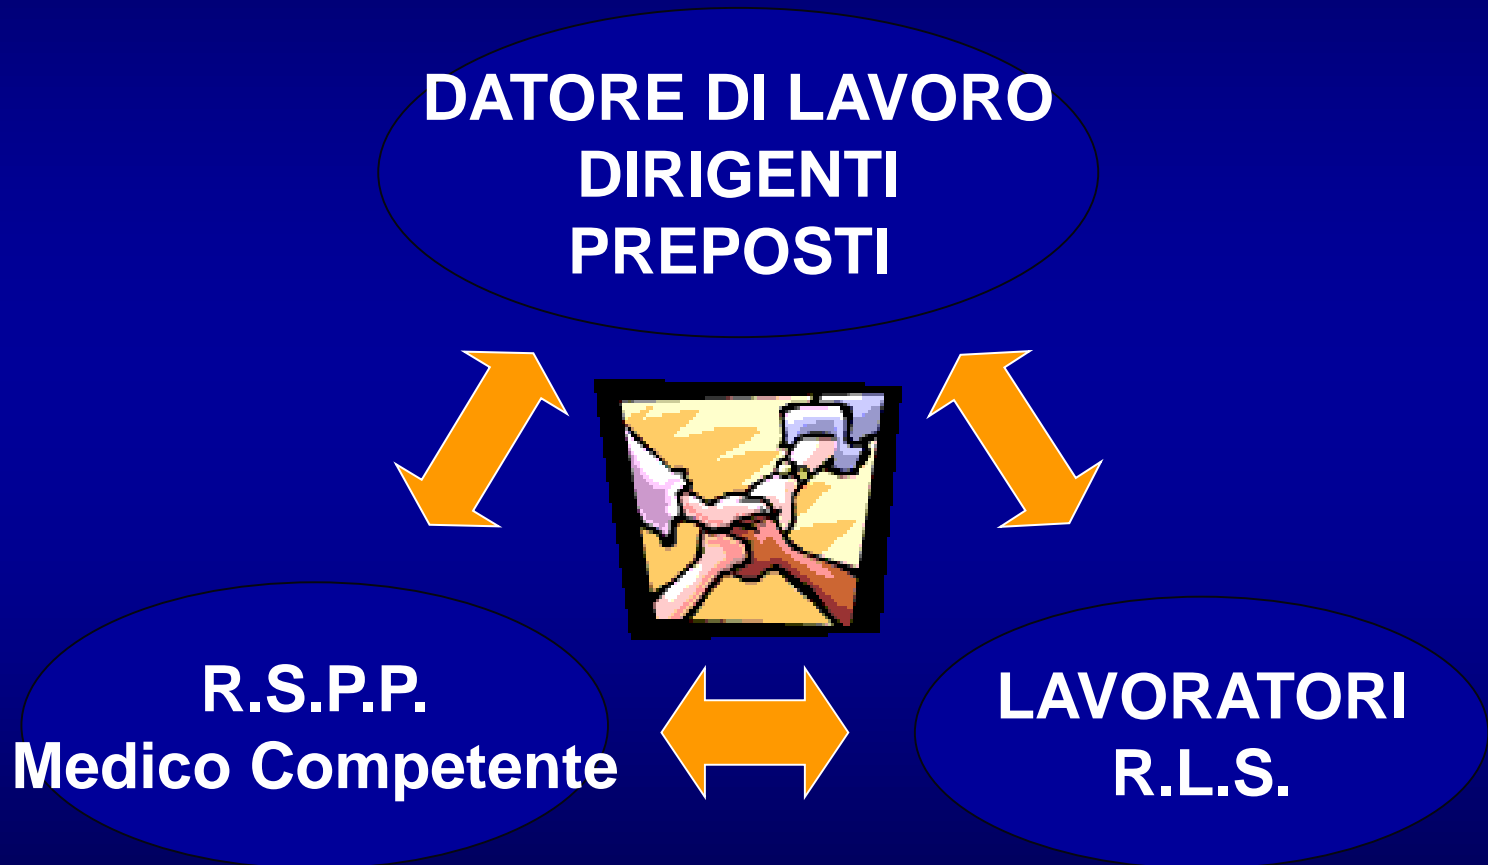 DATORE DI LAVORO
DIRIGENTI
PREPOSTI
R.S.P.P.
Medico Competente
LAVORATORI
R.L.S.